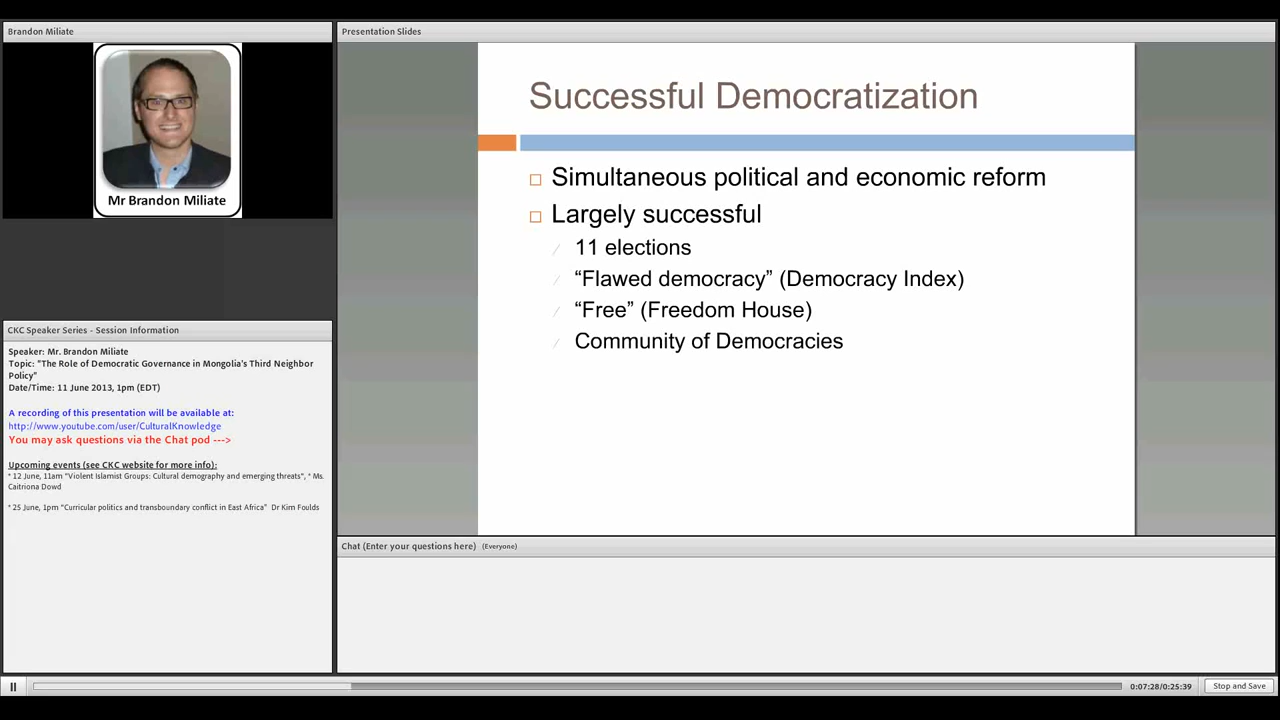 Brandon Miliate
Mr Brandon Miliate
CKC Speaker Series - Session Information
Speaker: Mr. Brandon Miliate
Topic: "The Role of Democratic Governance in Mongolia's Third Neighbor
Policy"
Date/Time: 11 June 2013, 1pm (EDT)
A recording of this presentation will be available at:
http://www.youtube.com/user/CulturalKnowledge
You may ask questions via the Chat pod --->
Upcoming events (see CKC website for more info):
* 12 June, 11am "Violent Islamist Groups: Cultural demography and emerging threats", * Ms.
Caitriona Dowd
* 25 June, 1pm "Curricular politics and transboundary conflict in East Africa"  Dr Kim Foulds
Presentation Slides
Successful Democratization
Simultaneous political and economic reform
Largely successful
11 elections
“Flawed democracy” (Democracy Index)
“Free” (Freedom House)
Community of Democracies
Chat (Enter your questions here) (Everyone)
0:07:28/0:25:39
Stop and Save